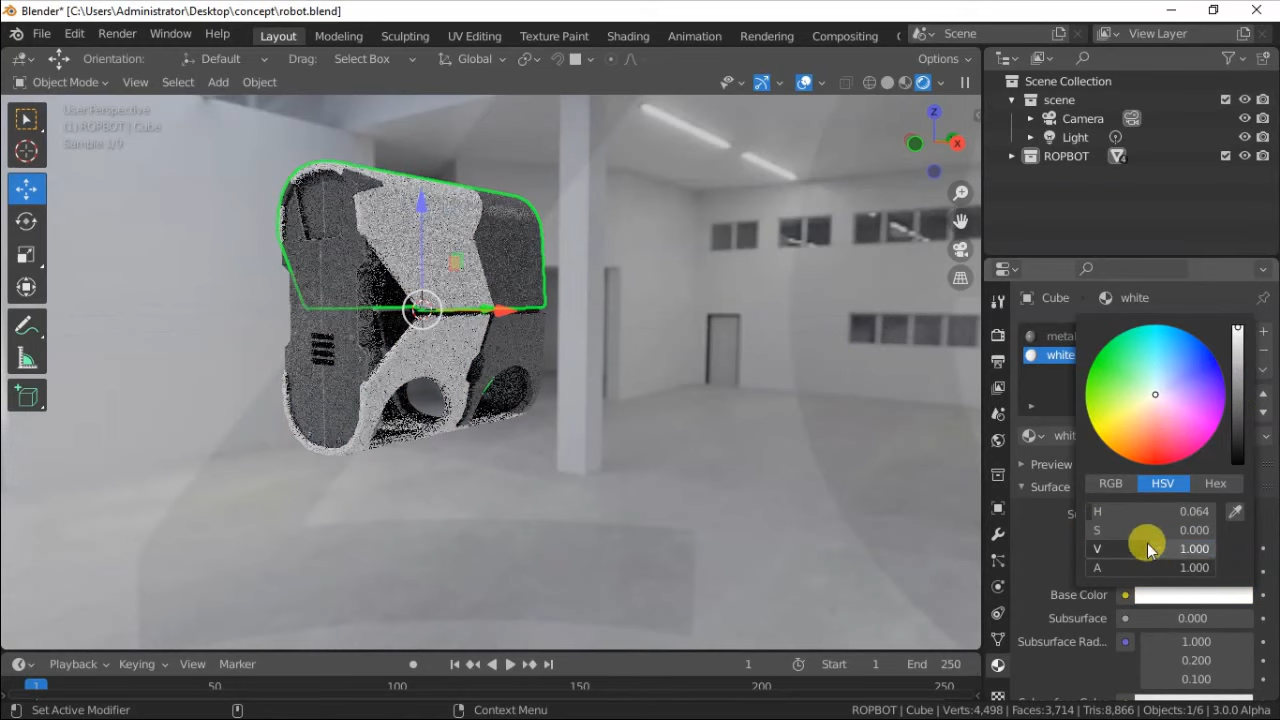 Blender* [C:\Users\Administrator\Desktop\concept\robot.blend]
File Edit Render Window Help Layout Modeling Sculpting UV Editing Texture Paint Shading Animation Rendering Compositing Scene View Layer
Orientation: Default Drag: Select Box Global Options
Object Mode View Select Add Object
User Perspective
(1) ROPBOT | Cube
Sample 1/9
Z
X
Scene Collection
scene
Camera
Light
ROPBOT
4
Cube white
metal
white
RGB HSV Hex
Preview
Surface
H 0.064
S 0.000
V 1.000
A 1.000
Base Color
Subsurface 0.000
Subsurface Rad... 1.000
0.200
0.100
Playback Keying View Marker 1 Start 1 End 250
1 50 100 150 200 250
Set Active Modifier Context Menu ROPBOT | Cube | Verts:4,498 | Faces:3,714 | Tris:8,866 | Objects:1/6 | 3.0.0 Alpha